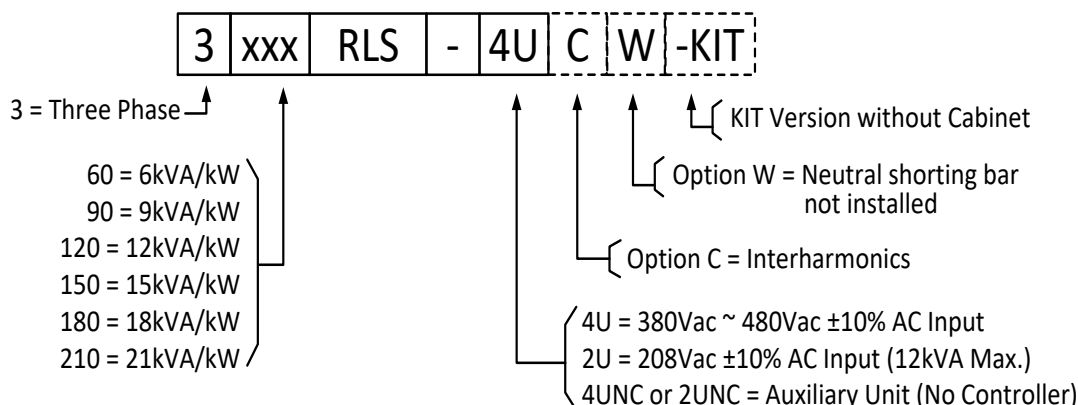 3 xxx RLS - 4U C W -KIT
3 = Three Phase
KIT Version without Cabinet
60 = 6kVA/kW
90 = 9kVA/kW
120 = 12kVA/kW
150 = 15kVA/kW
180 = 18kVA/kW
210 = 21kVA/kW
Option W = Neutral shorting bar
not installed
Option C = Interharmonics
4U = 380Vac ~ 480Vac ±10% AC Input
2U = 208Vac ±10% AC Input (12kVA Max.)
4UNC or 2UNC = Auxiliary Unit (No Controller)